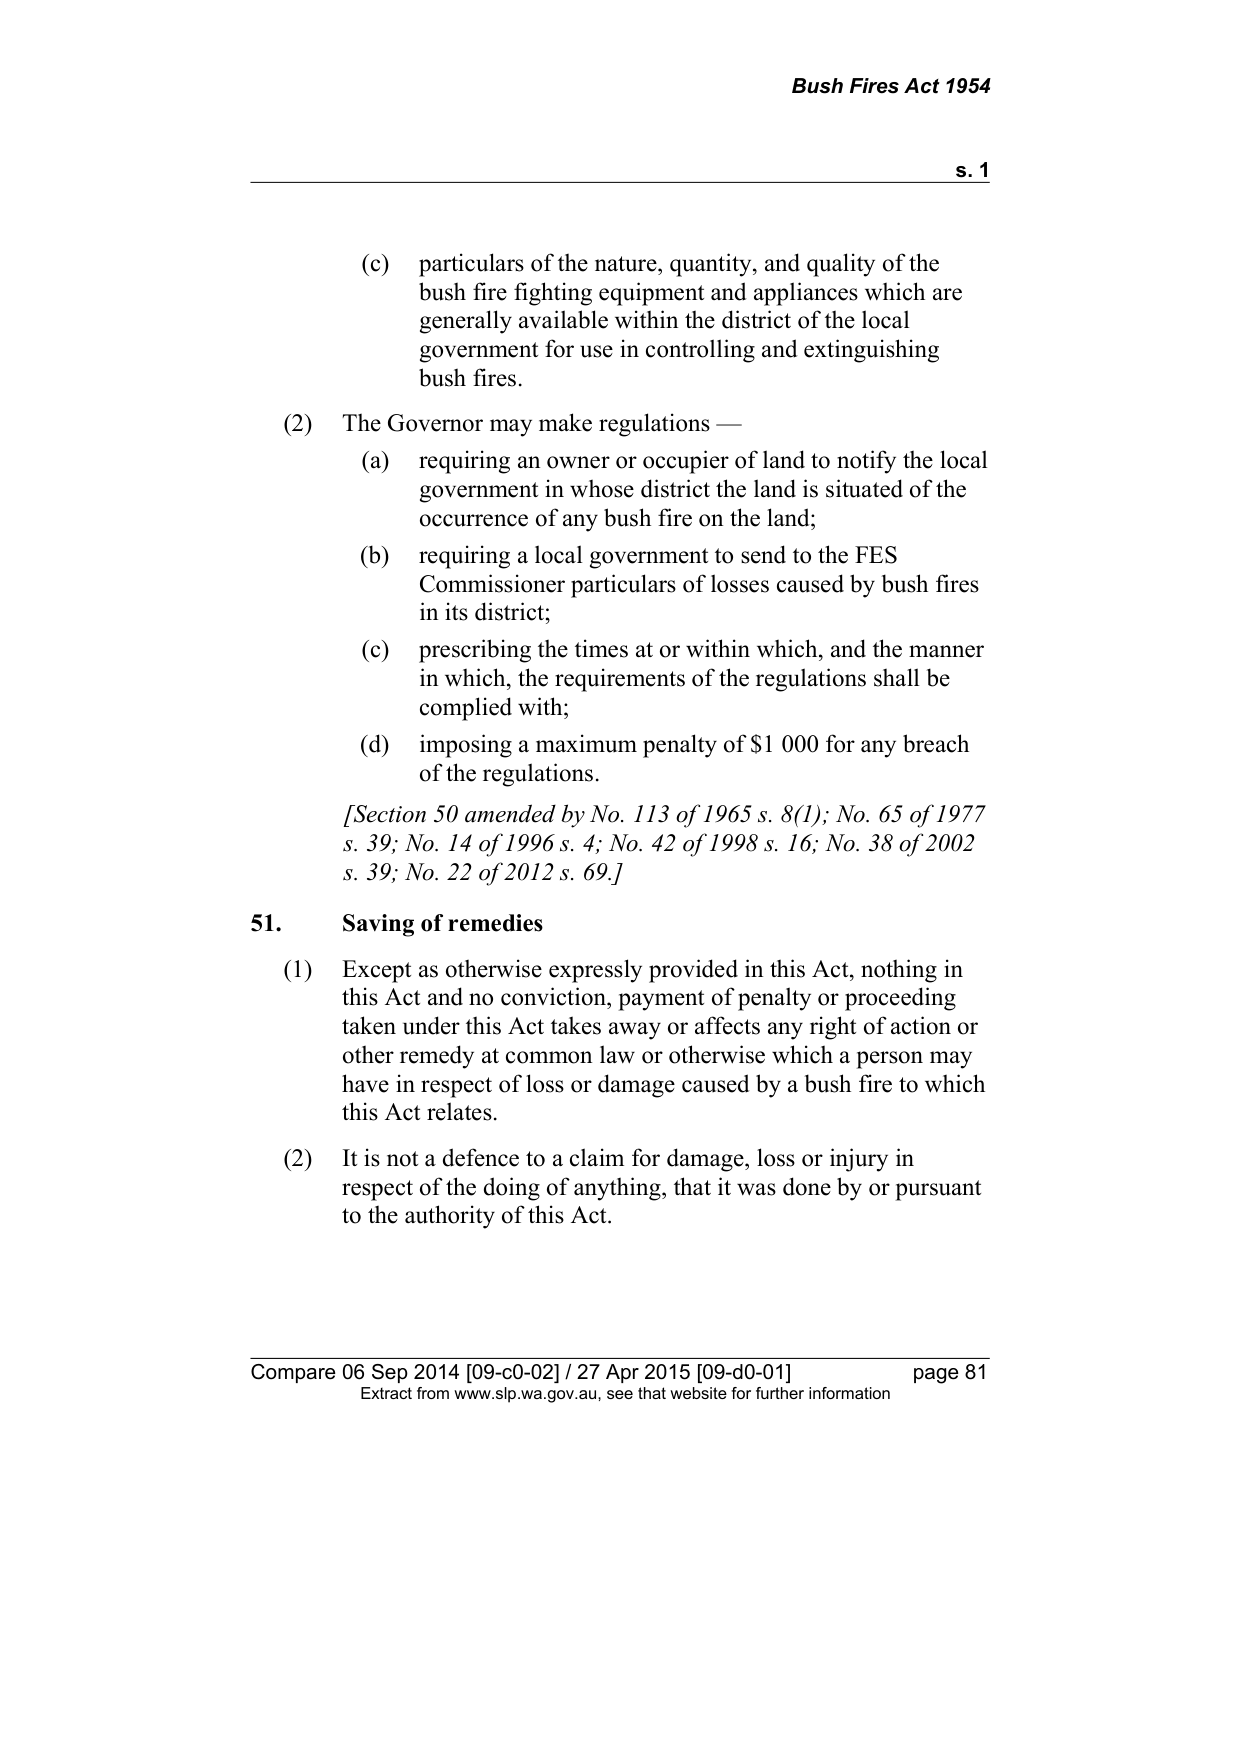 Bush Fires Act 1954
s. 1
(c) particulars of the nature, quantity, and quality of the
bush fire fighting equipment and appliances which are
generally available within the district of the local
government for use in controlling and extinguishing
bush fires.
(2) The Governor may make regulations —
(a) requiring an owner or occupier of land to notify the local
government in whose district the land is situated of the
occurrence of any bush fire on the land;
(b) requiring a local government to send to the FES
Commissioner particulars of losses caused by bush fires
in its district;
(c) prescribing the times at or within which, and the manner
in which, the requirements of the regulations shall be
complied with;
(d) imposing a maximum penalty of $1 000 for any breach
of the regulations.
[Section 50 amended by No. 113 of 1965 s. 8(1); No. 65 of 1977
s. 39; No. 14 of 1996 s. 4; No. 42 of 1998 s. 16; No. 38 of 2002
s. 39; No. 22 of 2012 s. 69.]
51. Saving of remedies
(1) Except as otherwise expressly provided in this Act, nothing in
this Act and no conviction, payment of penalty or proceeding
taken under this Act takes away or affects any right of action or
other remedy at common law or otherwise which a person may
have in respect of loss or damage caused by a bush fire to which
this Act relates.
(2) It is not a defence to a claim for damage, loss or injury in
respect of the doing of anything, that it was done by or pursuant
to the authority of this Act.
Compare 06 Sep 2014 [09-c0-02] / 27 Apr 2015 [09-d0-01] page 81
Extract from www.slp.wa.gov.au, see that website for further information